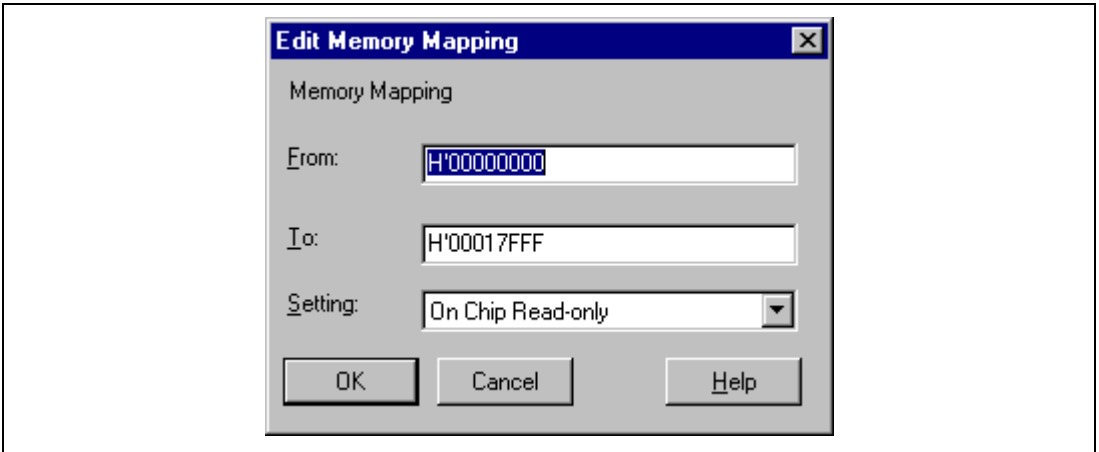 Edit Memory Mapping
Memory Mapping
From: H'00000000
To: H'00017FFF
Setting: On Chip Read-only
OK Cancel Help